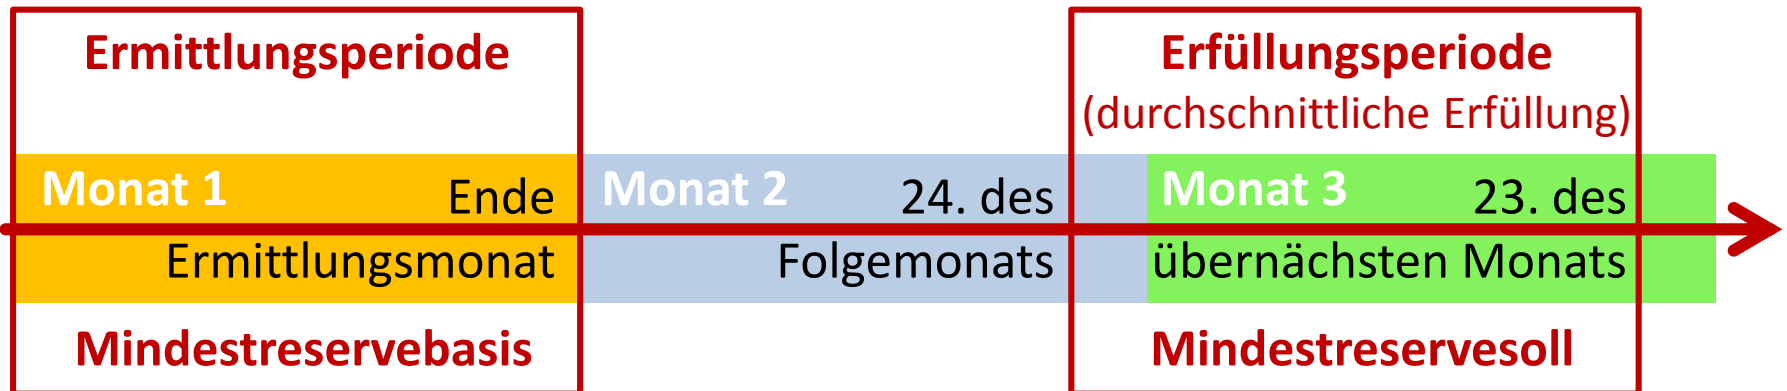 Ermittlungsperiode
Erfüllungsperiode
(durchschnittliche Erfüllung)
Monat 1
Ende
Ermittlungsmonat
Monat 2
24. des
Folgemonats
Monat 3
23. des
übernächsten Monats
Mindestreservebasis
Mindestreservesoll